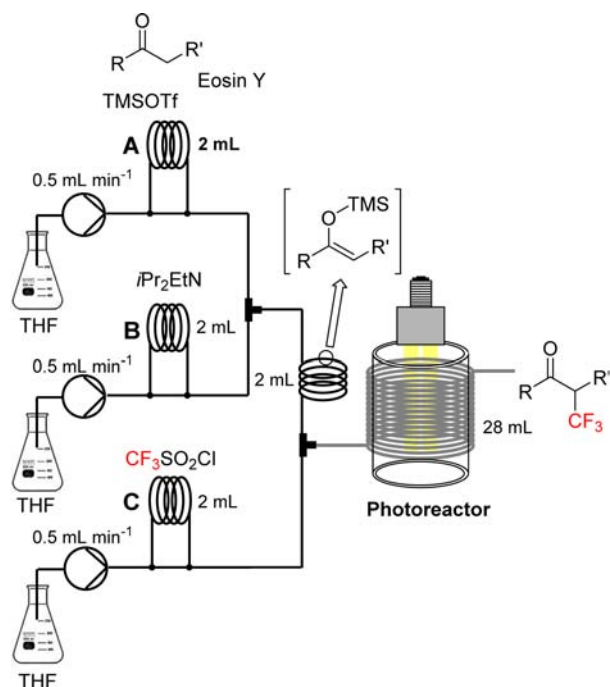 O
R
R'
Eosin Y
TMSOTf
A
2 mL
0.5 mL min⁻¹
THF
O
TMS
R
R'
iPr₂EtN
B
2 mL
0.5 mL min⁻¹
THF
2 mL
O
R
R'
CF₃
28 mL
Photoreactor
CF₃SO₂Cl
C
2 mL
0.5 mL min⁻¹
THF